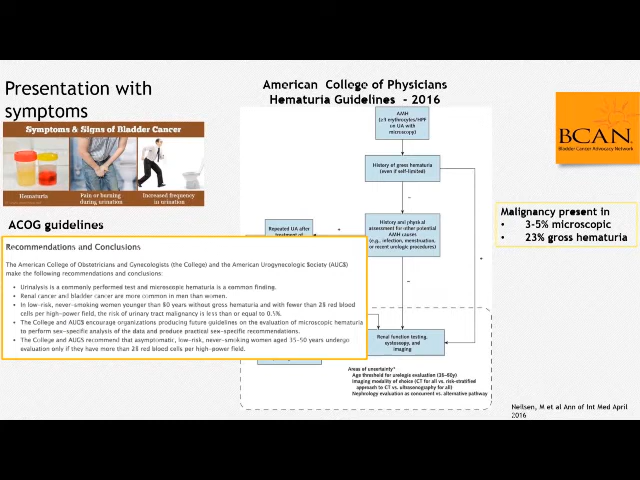 Presentation with
symptoms
Symptoms & Signs of Bladder Cancer
Hematuria
Pain or burning
during urination
Increased frequency
in urination
ACOG guidelines
Recommendations and Conclusions
The American College of Obstetricians and Gynecologists (the College) and the American Urogynecologic Society (AUGS)
make the following recommendations and conclusions:
• Urinalysis is a commonly performed test and microscopic hematuria is a common finding.
• Renal cancer and bladder cancer are more common in men than women.
• In low-risk, never-smoking women younger than 50 years without gross hematuria and with fewer than 25 red blood
cells per high-power field, the risk of urinary tract malignancy is less than or equal to 0.5%.
• The College and AUGS encourage organizations producing future guidelines on the evaluation of microscopic hematuria
to perform sex-specific analysis of the data and produce practical sex-specific recommendations.
• The College and AUGS recommend that asymptomatic, low-risk, never-smoking women aged 35-50 years undergo
evaluation only if they have more than 25 red blood cells per high-power field.
American College of Physicians
Hematuria Guidelines - 2016
AMH
(≥3 erythrocytes/HPF
on UA with
microscopy)
History of gross hematuria
(even if self-limited)
Repeated UA after
treatment of
History and physical
assessment for other potential
AMH causes
(e.g., infection, menstruation,
or recent urologic procedures)
Renal function testing,
cystoscopy, and
imaging
Areas of uncertainty*
Age threshold for urologic evaluation (35-50y)
Imaging modality of choice (CT for all vs. risk-stratified
approach to CT vs. ultrasonography for all)
Nephrology evaluation as concurrent vs. alternative pathway
BCAN
Bladder Cancer Advocacy Network
Malignancy present in
• 3-5% microscopic
• 23% gross hematuria
Neilsen, M et al Ann of Int Med April
2016